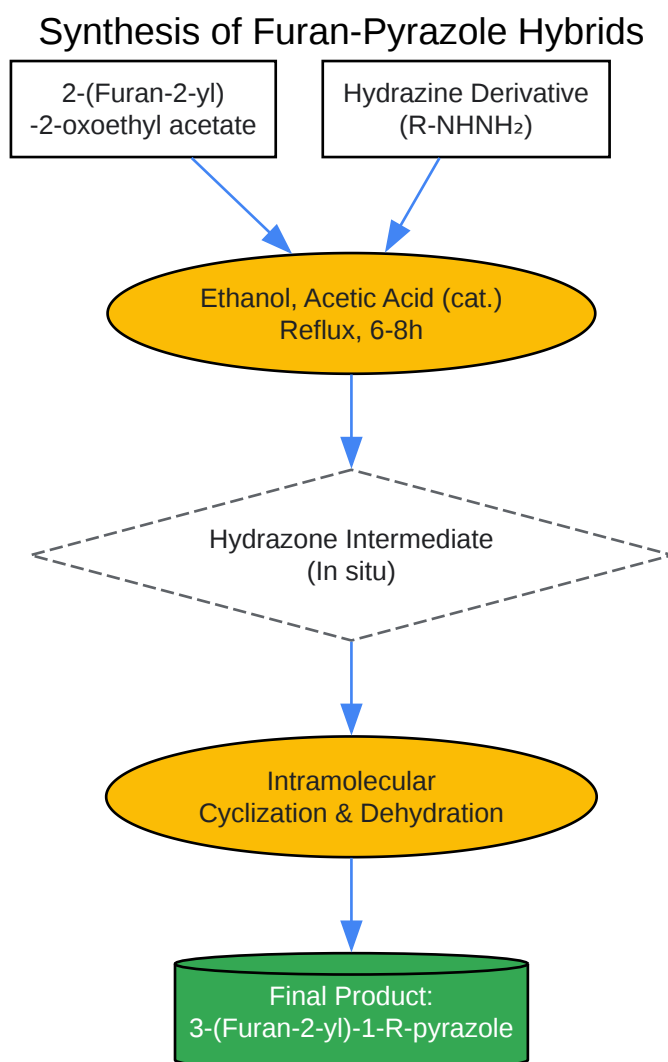 Synthesis of Furan-Pyrazole Hybrids
2-(Furan-2-yl)
-2-oxoethyl acetate
Hydrazine Derivative
(R-NHNH₂)
Ethanol, Acetic Acid (cat.)
Reflux, 6-8h
Hydrazone Intermediate
(In situ)
Intramolecular
Cyclization & Dehydration
Final Product:
3-(Furan-2-yl)-1-R-pyrazole